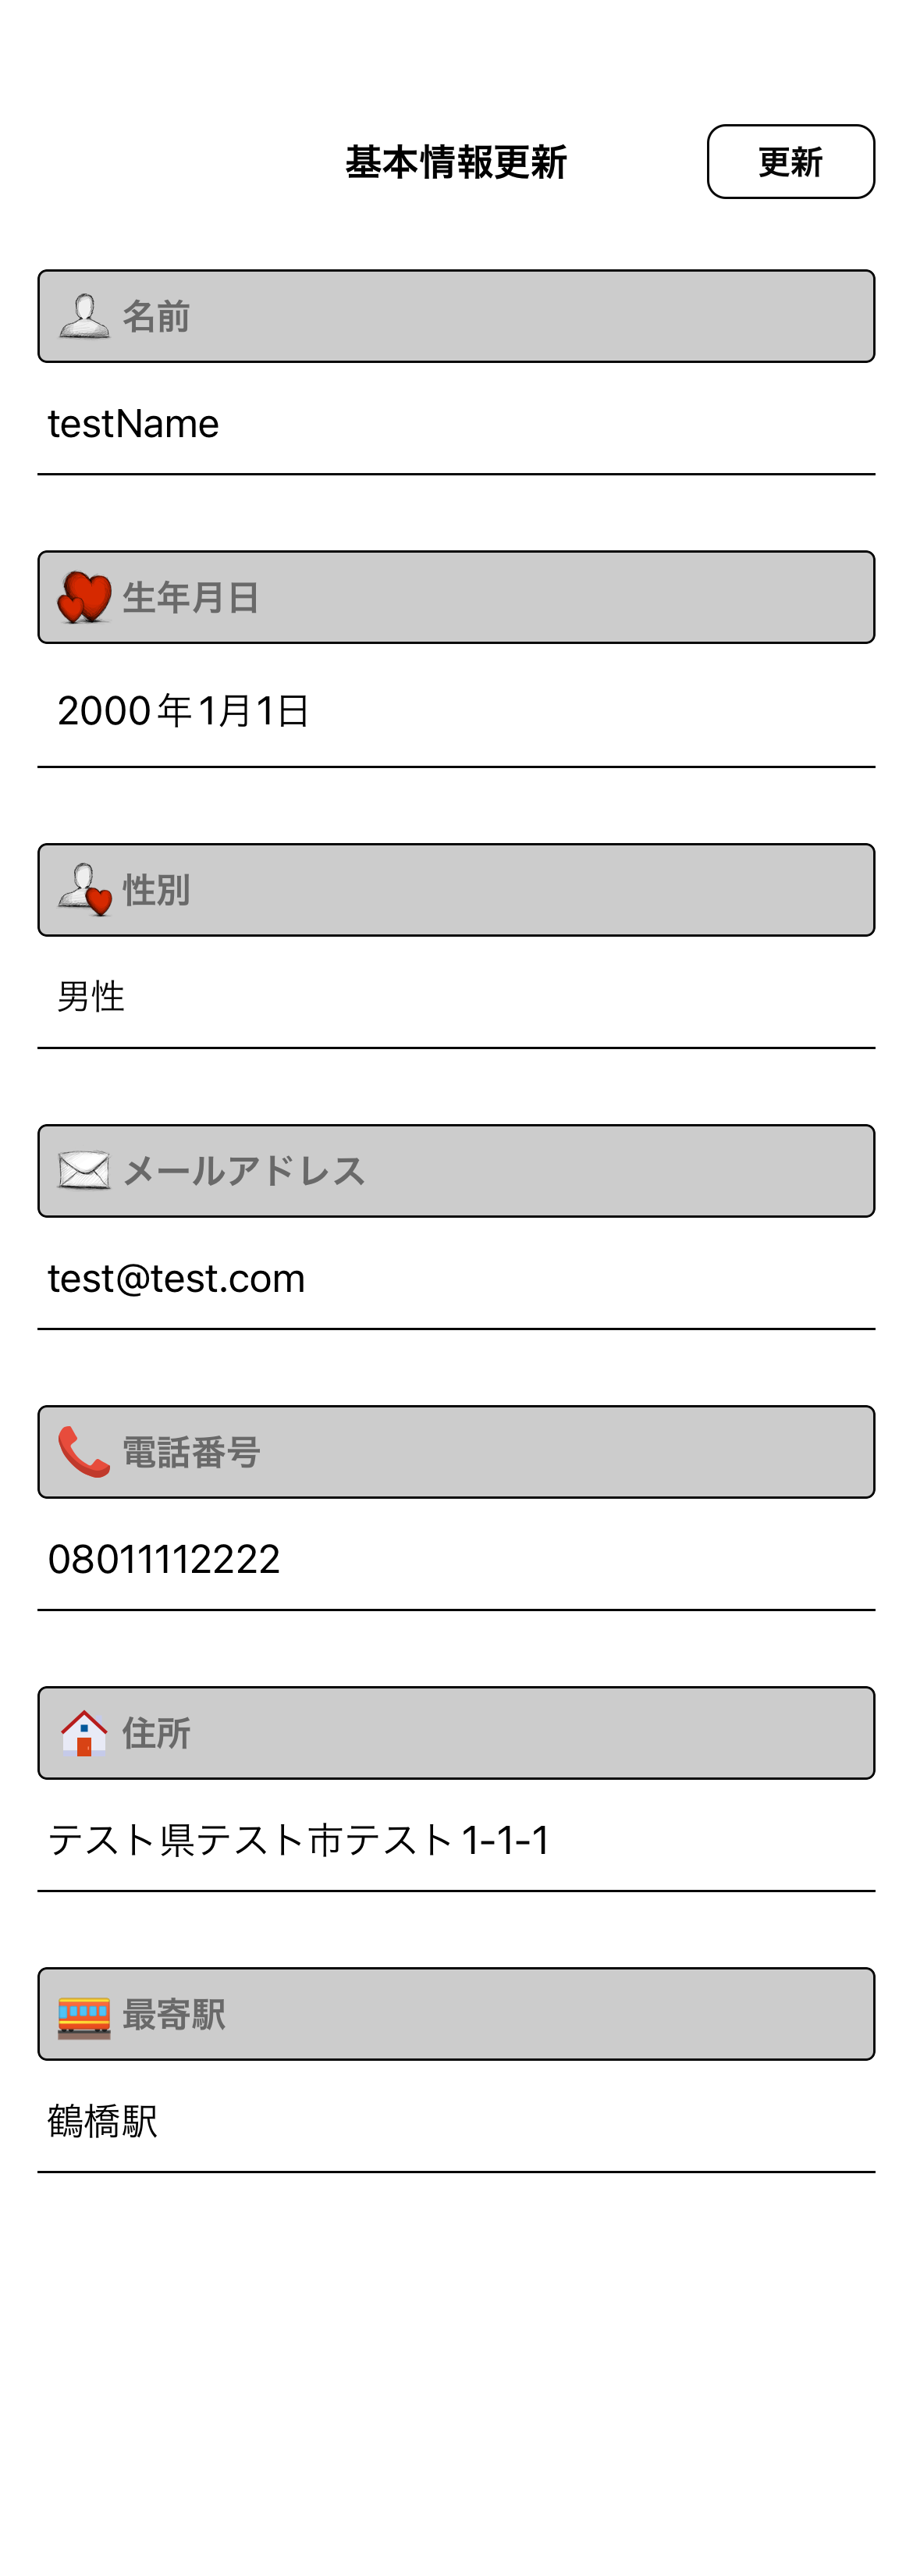 基本情報更新
更新
名前
testName
生年月日
2000年1月1日
性別
男性
メールアドレス
test@test.com
電話番号
08011112222
住所
テスト県テスト市テスト1-1-1
最寄駅
鶴橋駅